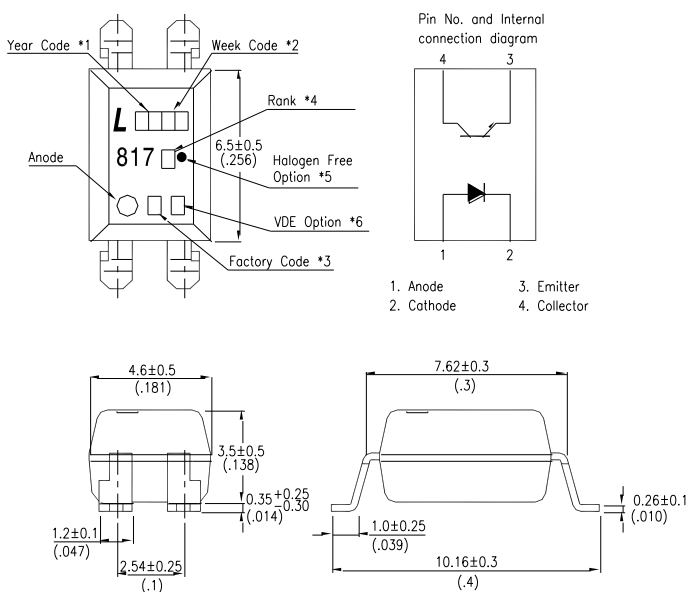 Pin No. and Internal
connection diagram
Year Code *1
Week Code *2
L
Rank *4
817
6.5±0.5
(.256)
Anode
Halogen Free
Option *5
VDE Option *6
Factory Code *3
4 3
1 2
1. Anode 3. Emitter
2. Cathode 4. Collector
4.6±0.5
(.181)
3.5±0.5
(.138)
0.35 +0.25 -0.30
(.014)
1.2±0.1
(.047)
2.54±0.25
(.1)
7.62±0.3
(.3)
0.26±0.1
(.010)
1.0±0.25
(.039)
10.16±0.3
(.4)